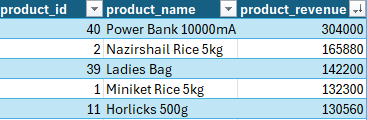 product_id product_name product_revenue
40 Power Bank 10000mA 304000
2 Nazirshail Rice 5kg 165880
39 Ladies Bag 142200
1 Miniket Rice 5kg 132300
11 Horlicks 500g 130560